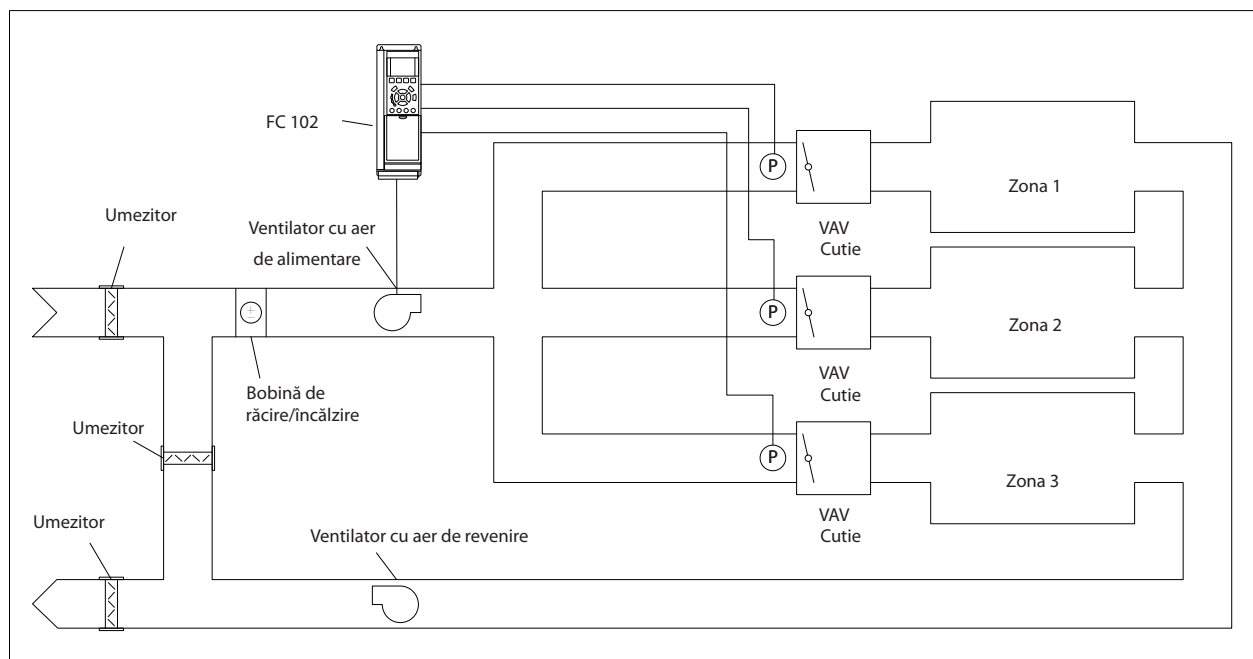 FC 102
Umezitor
Ventilator cu aer
de alimentare
P
VAV
Cutie
Zona 1
P
VAV
Cutie
Zona 2
Bobină de
răcire/încălzire
Umezitor
P
VAV
Cutie
Zona 3
Umezitor
Ventilator cu aer de revenire